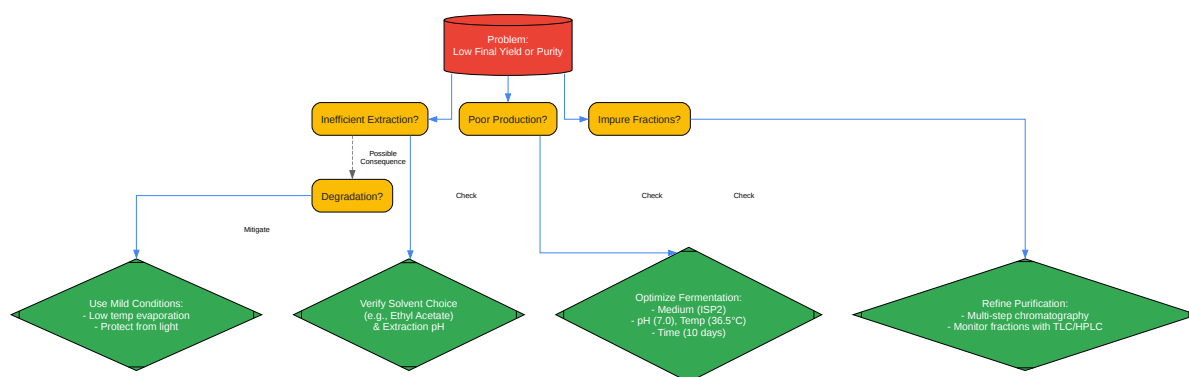 Problem:
Low Final Yield or Purity
Inefficient Extraction?
Poor Production?
Impure Fractions?
Possible
Consequence
Degradation?
Check
Check
Check
Mitigate
Use Mild Conditions:
- Low temp evaporation
- Protect from light
Verify Solvent Choice
(e.g., Ethyl Acetate)
& Extraction pH
Optimize Fermentation:
- Medium (ISP2)
- pH (7.0), Temp (36.5°C)
- Time (10 days)
Refine Purification:
- Multi-step chromatography
- Monitor fractions with TLC/HPLC